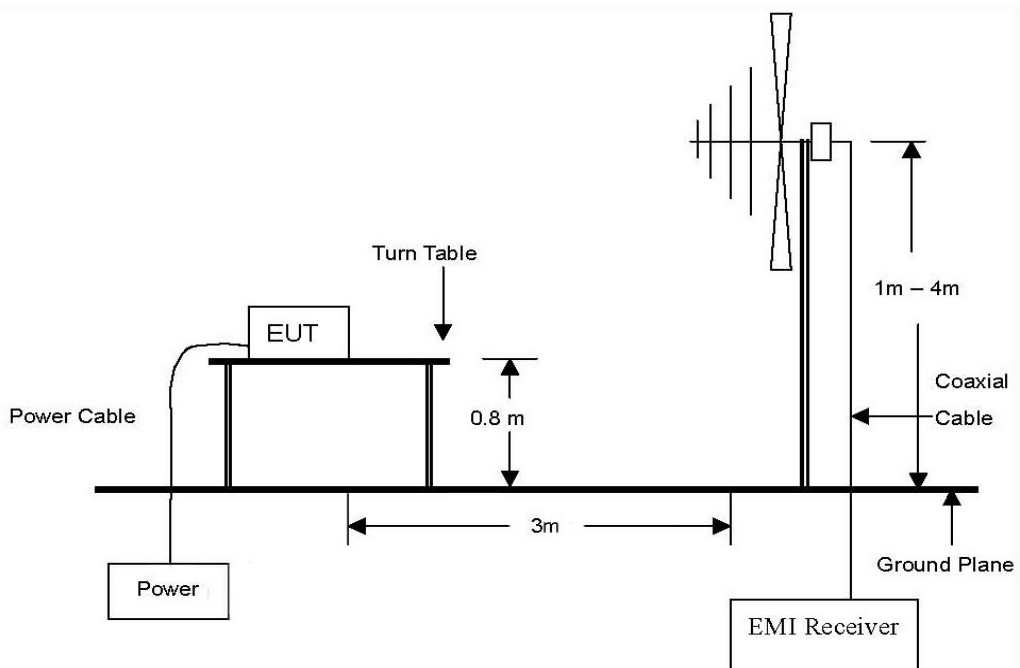 Turn Table
1m – 4m
EUT
Coaxial
Cable
0.8 m
Power Cable
3m
Ground Plane
Power
EMI Receiver